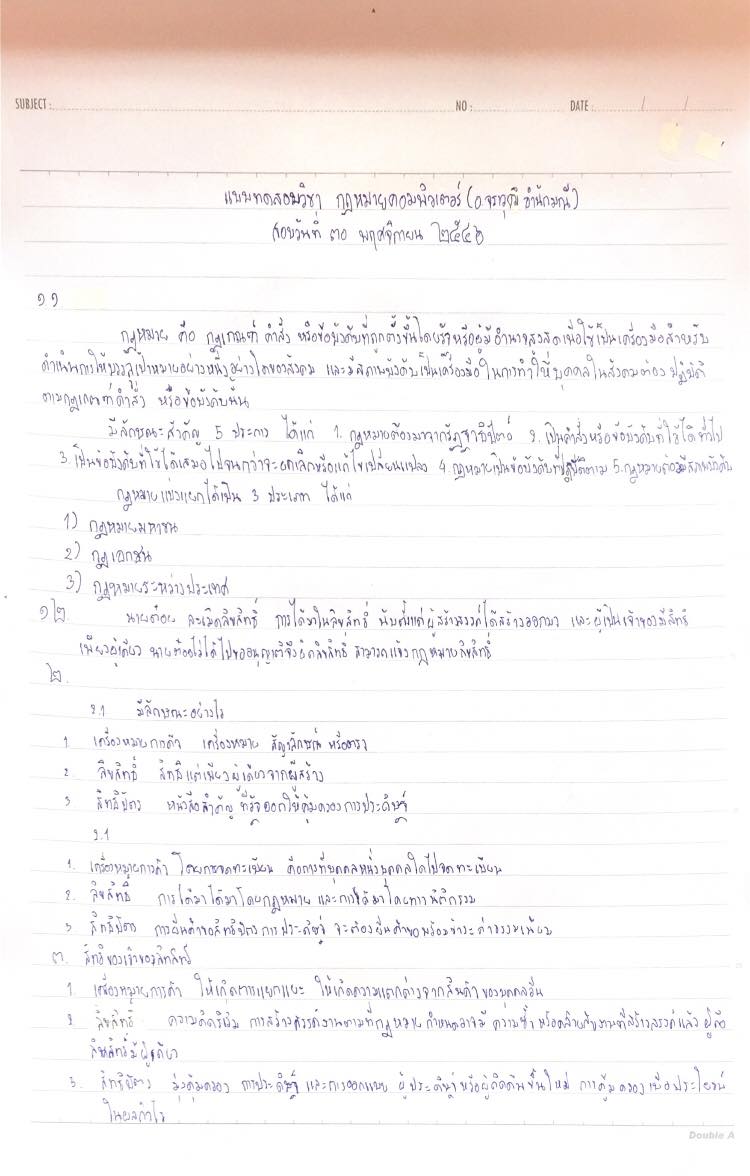 SUBJECT : NO : DATE : / /
แบบทดสอบวิชา กฎหมายคอมพิวเตอร์ (อ.
สอบวันที่ ๓๐ พฤศจิกายน ๒๕๔๖
๑๑
กฎหมาย คือ กฎเกณฑ์ คำสั่ง หรือข้อบังคับที่ถูกตั้งขึ้นโดยรัฐหรือผู้มีอำนาจสูงสุดเพื่อใช้เป็นเครื่องมือสำหรับ
ดำเนินการให้บรรลุเป้าหมายอย่างหนึ่งอย่างใดของสังคม และมีสภาพบังคับเป็นเครื่องมือในการทำให้บุคคลในสังคมต้อง ปฏิบัติ
ตามกฎเกณฑ์คำสั่ง หรือข้อบังคับนั้น
มีลักษณะสำคัญ 5 ประการ ได้แก่ 1. กฎหมายต้องมาจากรัฏฐาธิปัตย์ 2. เป็นคำสั่งหรือข้อบังคับที่ใช้ได้ทั่วไป
3. เป็นข้อบังคับที่ใช้ได้เสมอไปจนกว่าจะยกเลิกหรือแก้ไขเปลี่ยนแปลง 4. กฎหมายเป็นข้อบังคับที่ปฏิบัติตาม 5. กฎหมายต้องมีสภาพบังคับ
กฎหมายแบ่งแยกได้เป็น 3 ประเภท ได้แก่
1) กฎหมายมหาชน
2) กฎเอกชน
3) กฎหมายระหว่างประเทศ
๑๒ นายต๋อย ละเมิดลิขสิทธิ์ การได้มาในลิขสิทธิ์ นับตั้งแต่ผู้สร้างสรรค์ได้สร้างออกมา และผู้เป็นเจ้าของมีสิทธิ
เพียงผู้เดียว นายต๋อยไม่ได้ไปขออนุญาติจึงผิดลิขสิทธิ์ สามารถแจ้งกฎหมายลิขสิทธิ์
๒.
2.1 มีลักษณะอย่างไร
1 เครื่องหมายการค้า เครื่องหมาย สัญลักษณ์ หรือตรา
2 ลิขสิทธิ์ สิทธิแต่เพียงผู้เดียวจากผู้สร้าง
3 สิทธิบัตร หนังสือสำคัญ ที่รัฐออกให้คุ้มครองการประดิษฐ์
2.1
1. เครื่องหมายการค้า โดยการจดทะเบียน คือการที่บุคคลหนึ่งบุคคลใดไปจดทะเบียน
2. ลิขสิทธิ์ การได้มาได้มาโดยกฎหมาย และการได้มาโดยทางนิติกรรม
3 สิทธิบัตร การยื่นคำขอสิทธิบัตรการประดิษฐ์ จะต้องยื่นคำขอพร้อมชำระค่าธรรมเนียม
๓. สิทธิของเจ้าของลิขสิทธิ์
1. เครื่องหมายการค้า ให้เกิดการแยกแยะ ให้เกิดความแตกต่างจากสินค้าของบุคคลอื่น
2 ลิขสิทธิ์ ความคิดริเริ่ม การสร้างสรรค์งานตามที่กฎหมายกำหนดอาจมี ความซ้ำ หรือคล้ายกับงานที่สร้างสรรค์แล้ว ผู้ถือ
ลิขสิทธิ์มีผู้เดียว
3. สิทธิบัตร มุ่งคุ้มครอง การประดิษฐ์ และการออกแบบ ผู้ประดิษฐ์หรือผู้คิดค้นขึ้นใหม่ การคุ้มครองเพื่อประโยชน์
ในผลกำไร
Double A